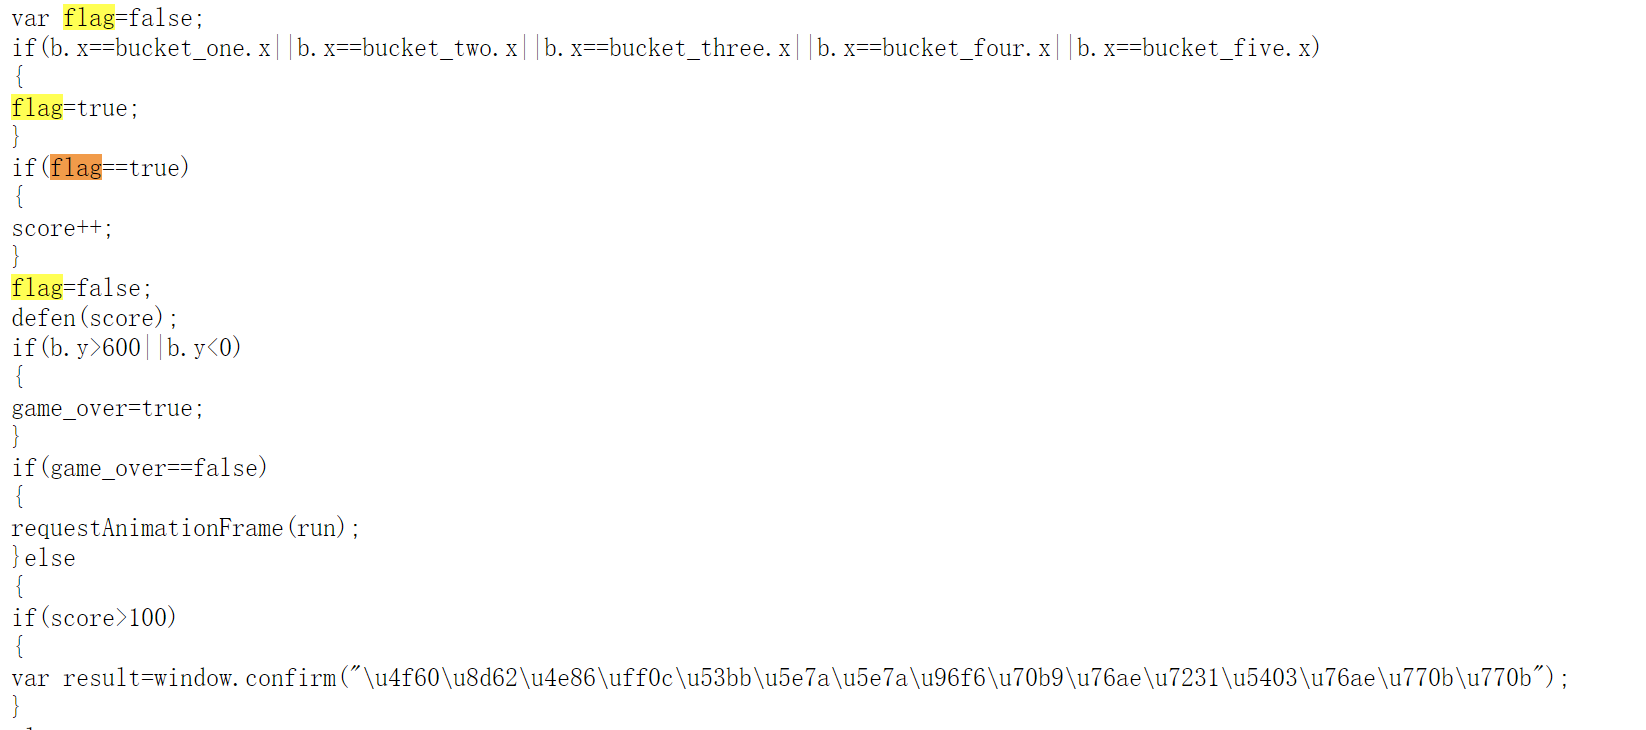 var flag=false;
if(b.x==bucket_one.x||b.x==bucket_two.x||b.x==bucket_three.x||b.x==bucket_four.x||b.x==bucket_five.x)
{
flag=true;
}
if(flag==true)
{
score++;
}
flag=false;
defen(score);
if(b.y>600||b.y<0)
{
game_over=true;
}
if(game_over==false)
{
requestAnimationFrame(run);
}else
{
if(score>100)
{
var result=window.confirm("\u4f60\u8d62\u4e86\uff0c\u53bb\u5e7a\u5e7a\u96f6\u70b9\u76ae\u7231\u5403\u76ae\u770b\u770b");
}